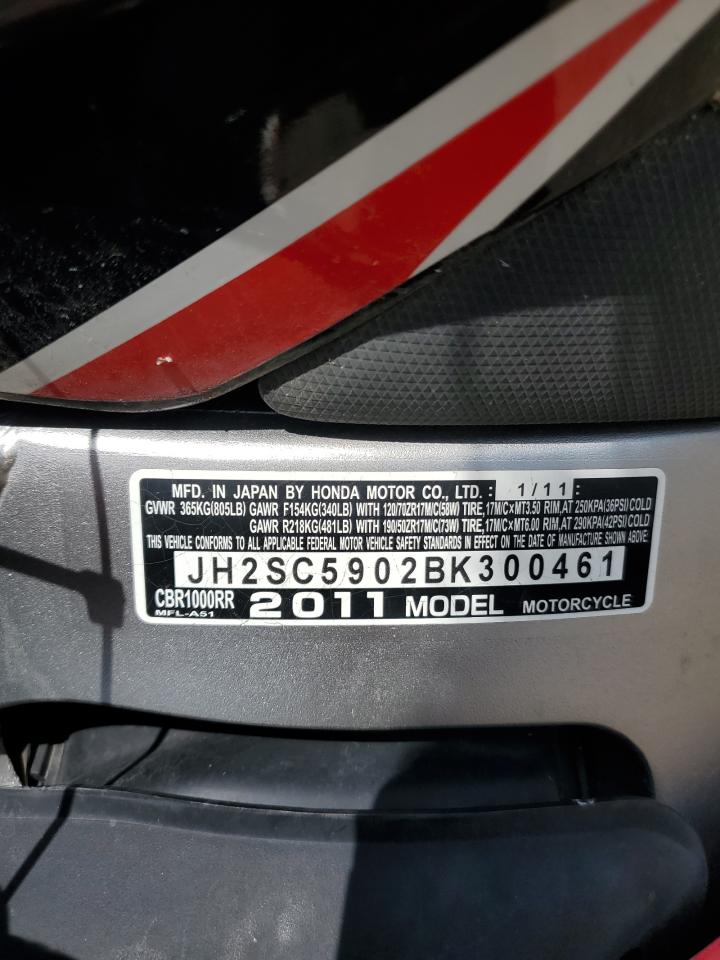 MFD. IN JAPAN BY HONDA MOTOR CO., LTD. : 1/11 :
GVWR 365KG(805LB) GAWR F154KG(340LB) WITH 120/70ZR17M/C(58W) TIRE,17M/C×MT3.50 RIM,AT 250KPA(36PSI)COLD
GAWR R218KG(481LB) WITH 190/50ZR17M/C(73W)TIRE,17M/C×MT6.00 RIM,AT 290KPA(42PSI)COLD
THIS VEHICLE CONFORMS TO ALL APPLICABLE FEDERAL MOTOR VEHICLE SAFETY STANDARDS IN EFFECT ON THE DATE OF MANUFACTURE SHOWN ABOVE.
JH2SC5902BK300461
CBR1000RR 2011 MODEL MOTORCYCLE
MFL-A51